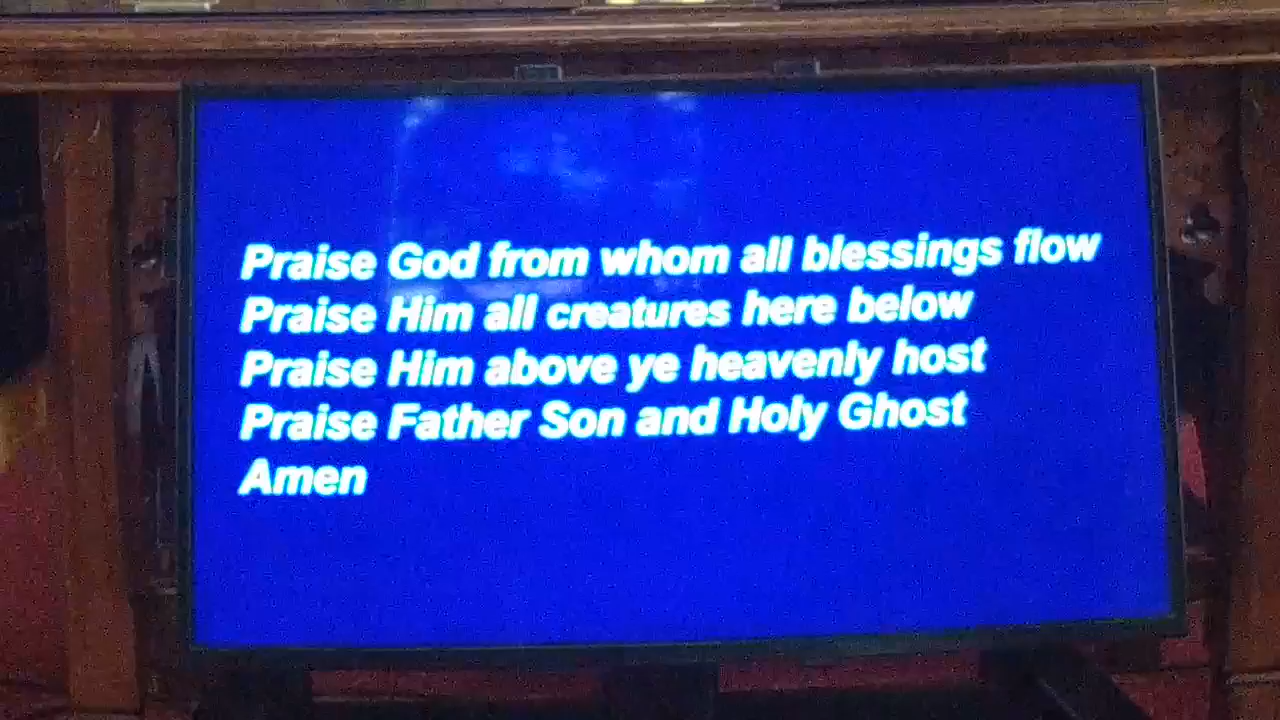 Praise God from whom all blessings flow
Praise Him all creatures here below
Praise Him above ye heavenly host
Praise Father Son and Holy Ghost
Amen